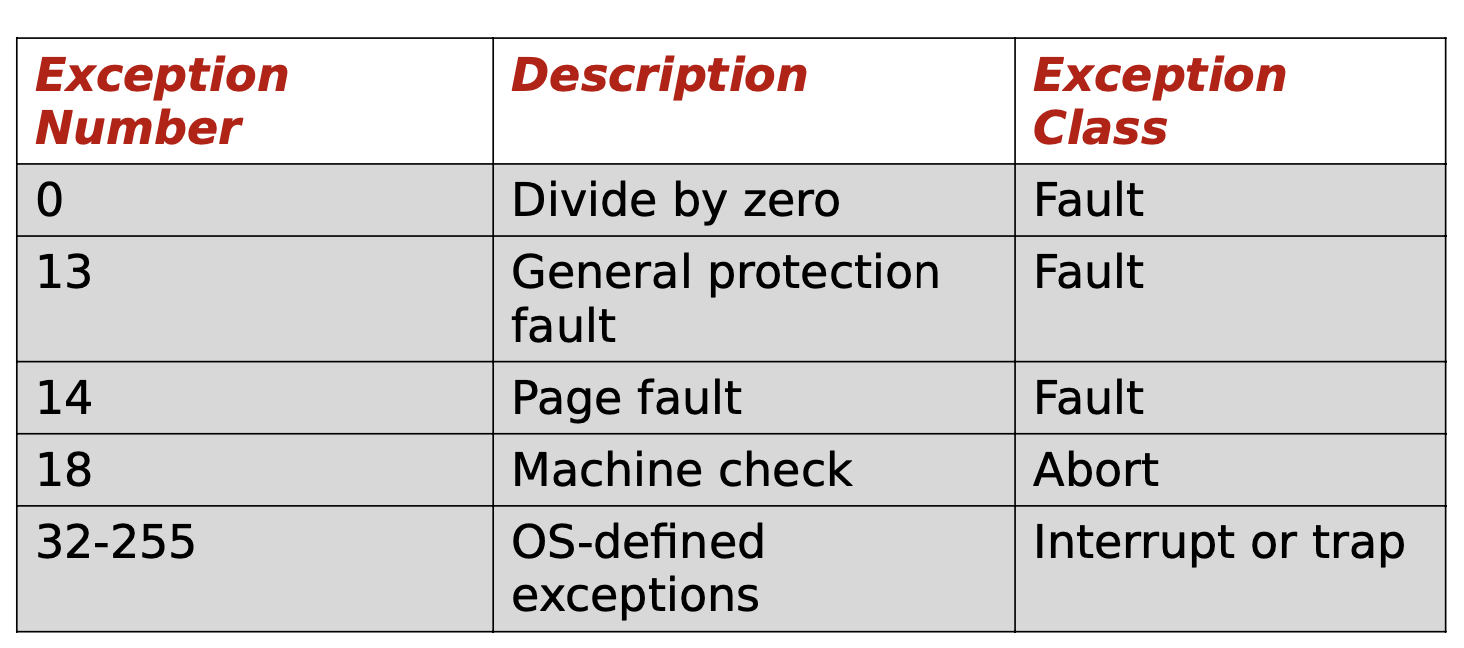 Exception Number
Description
Exception Class
0
Divide by zero
Fault
13
General protection fault
Fault
14
Page fault
Fault
18
Machine check
Abort
32-255
OS-defined exceptions
Interrupt or trap